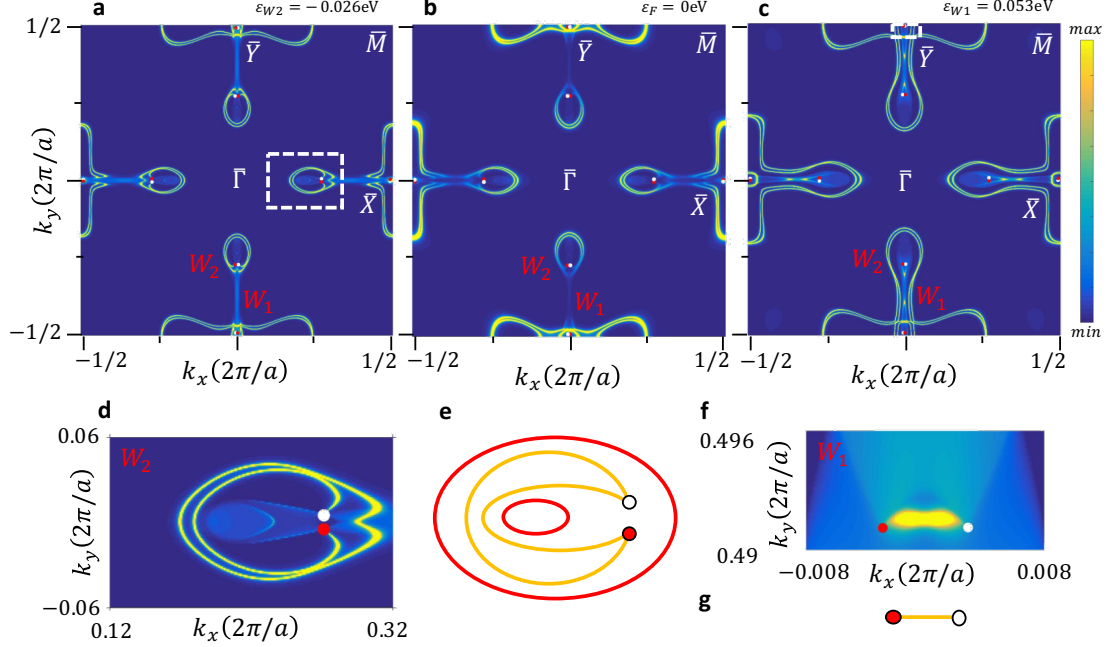 a
ε_{W2} = −0.026eV
b
ε_F = 0eV
c
ε_{W1} = 0.053eV
1/2
k_y(2π/a)
−1/2
Ȳ
M̄
Γ̄
X̄
W_2
W_1
−1/2
1/2
k_x(2π/a)
Ȳ
M̄
Γ̄
X̄
W_2
W_1
−1/2
1/2
k_x(2π/a)
Ȳ
M̄
Γ̄
X̄
W_2
W_1
−1/2
1/2
k_x(2π/a)
max
min
d
0.06
k_y(2π/a)
−0.06
W_2
0.12
k_x(2π/a)
0.32
e
f
0.496
k_y(2π/a)
0.49
W_1
−0.008
k_x(2π/a)
0.008
g